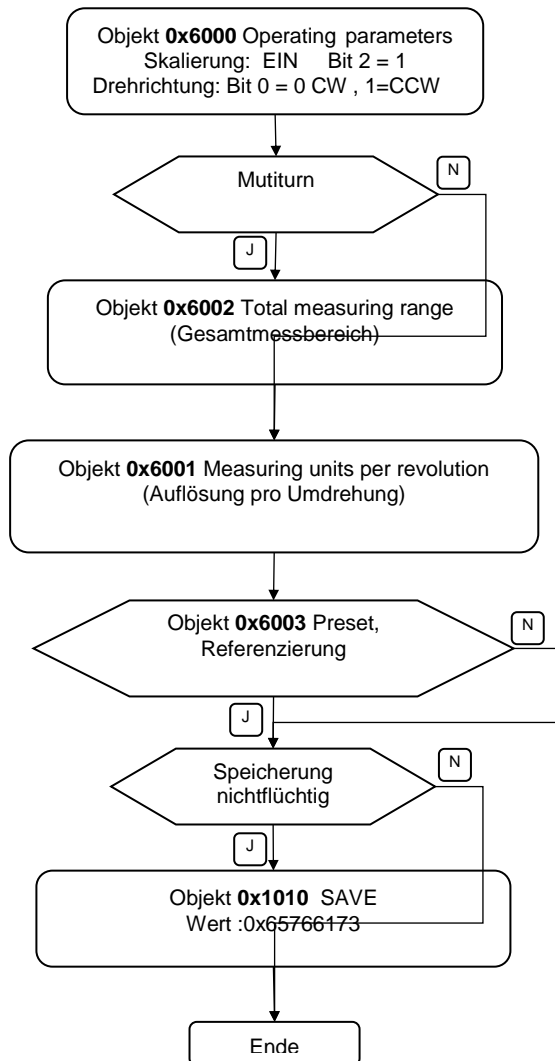 Objekt 0x6000 Operating parameters
Skalierung: EIN Bit 2 = 1
Drehrichtung: Bit 0 = 0 CW , 1=CCW
Mutiturn
N
J
Objekt 0x6002 Total measuring range
(Gesamtmessbereich)
Objekt 0x6001 Measuring units per revolution
(Auflösung pro Umdrehung)
Objekt 0x6003 Preset,
Referenzierung
N
J
Speicherung
nichtflüchtig
N
J
Objekt 0x1010 SAVE
Wert :0x65766173
Ende